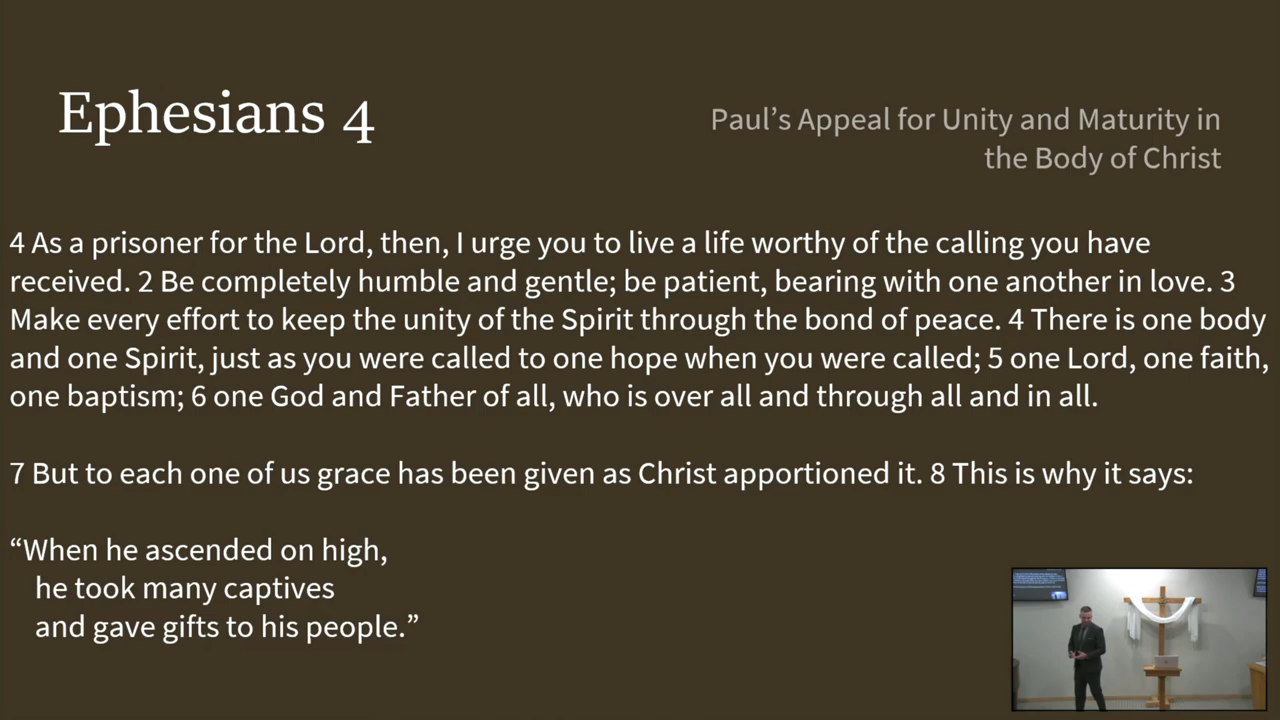 Ephesians 4
Paul’s Appeal for Unity and Maturity in
the Body of Christ
4 As a prisoner for the Lord, then, I urge you to live a life worthy of the calling you have
received. 2 Be completely humble and gentle; be patient, bearing with one another in love. 3
Make every effort to keep the unity of the Spirit through the bond of peace. 4 There is one body
and one Spirit, just as you were called to one hope when you were called; 5 one Lord, one faith,
one baptism; 6 one God and Father of all, who is over all and through all and in all.
7 But to each one of us grace has been given as Christ apportioned it. 8 This is why it says:
“When he ascended on high,
he took many captives
and gave gifts to his people.”